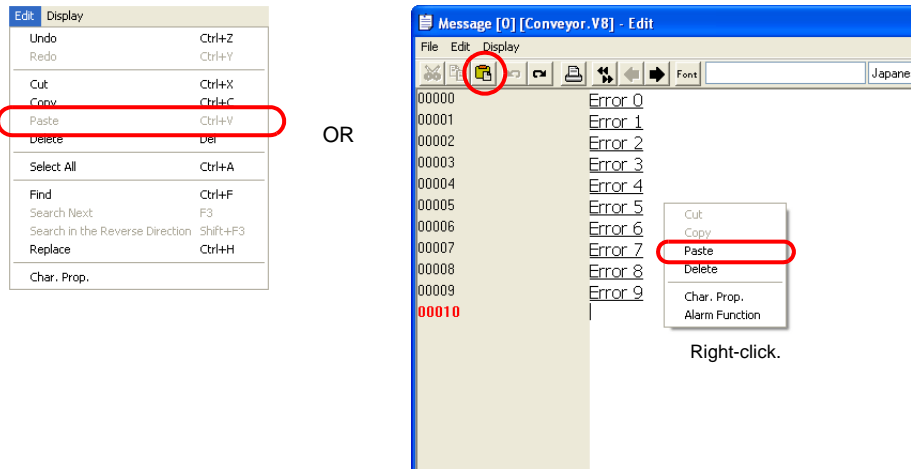 Edit Display
Undo Ctrl+Z
Redo Ctrl+Y
Cut Ctrl+X
Copy Ctrl+C
Paste Ctrl+V
Delete Del
Select All Ctrl+A
Find Ctrl+F
Search Next F3
Search in the Reverse Direction Shift+F3
Replace Ctrl+H
Char. Prop.
OR
Message [0] [Conveyor.V8] - Edit
File Edit Display
Font Japane
00000 Error 0
00001 Error 1
00002 Error 2
00003 Error 3
00004 Error 4
00005 Error 5
00006 Error 6
00007 Error 7
00008 Error 8
00009 Error 9
00010
Cut
Copy
Paste
Delete
Char. Prop.
Alarm Function
Right-click.